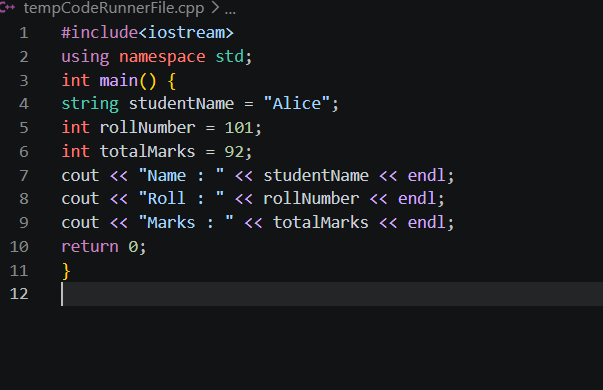 C++ tempCodeRunnerFile.cpp > ...
1 #include<iostream>
2 using namespace std;
3 int main() {
4 string studentName = "Alice";
5 int rollNumber = 101;
6 int totalMarks = 92;
7 cout << "Name : " << studentName << endl;
8 cout << "Roll : " << rollNumber << endl;
9 cout << "Marks : " << totalMarks << endl;
10 return 0;
11 }
12